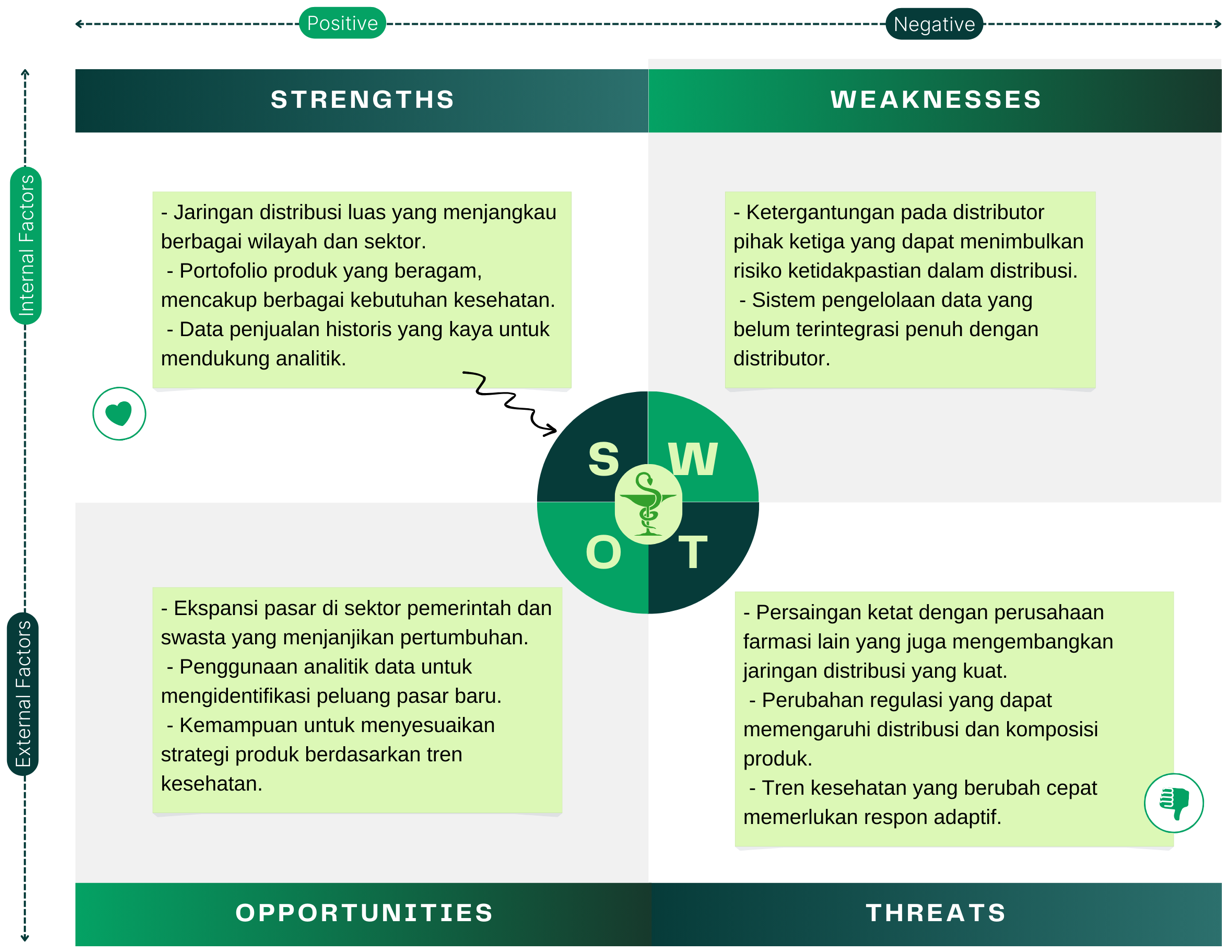 Positive
Negative
STRENGTHS
WEAKNESSES
Internal Factors
- Jaringan distribusi luas yang menjangkau
berbagai wilayah dan sektor.
- Portofolio produk yang beragam,
mencakup berbagai kebutuhan kesehatan.
- Data penjualan historis yang kaya untuk
mendukung analitik.
- Ketergantungan pada distributor
pihak ketiga yang dapat menimbulkan
risiko ketidakpastian dalam distribusi.
- Sistem pengelolaan data yang
belum terintegrasi penuh dengan
distributor.
S
W
O
T
External Factors
- Ekspansi pasar di sektor pemerintah dan
swasta yang menjanjikan pertumbuhan.
- Penggunaan analitik data untuk
mengidentifikasi peluang pasar baru.
- Kemampuan untuk menyesuaikan
strategi produk berdasarkan tren
kesehatan.
- Persaingan ketat dengan perusahaan
farmasi lain yang juga mengembangkan
jaringan distribusi yang kuat.
- Perubahan regulasi yang dapat
memengaruhi distribusi dan komposisi
produk.
- Tren kesehatan yang berubah cepat
memerlukan respon adaptif.
OPPORTUNITIES
THREATS